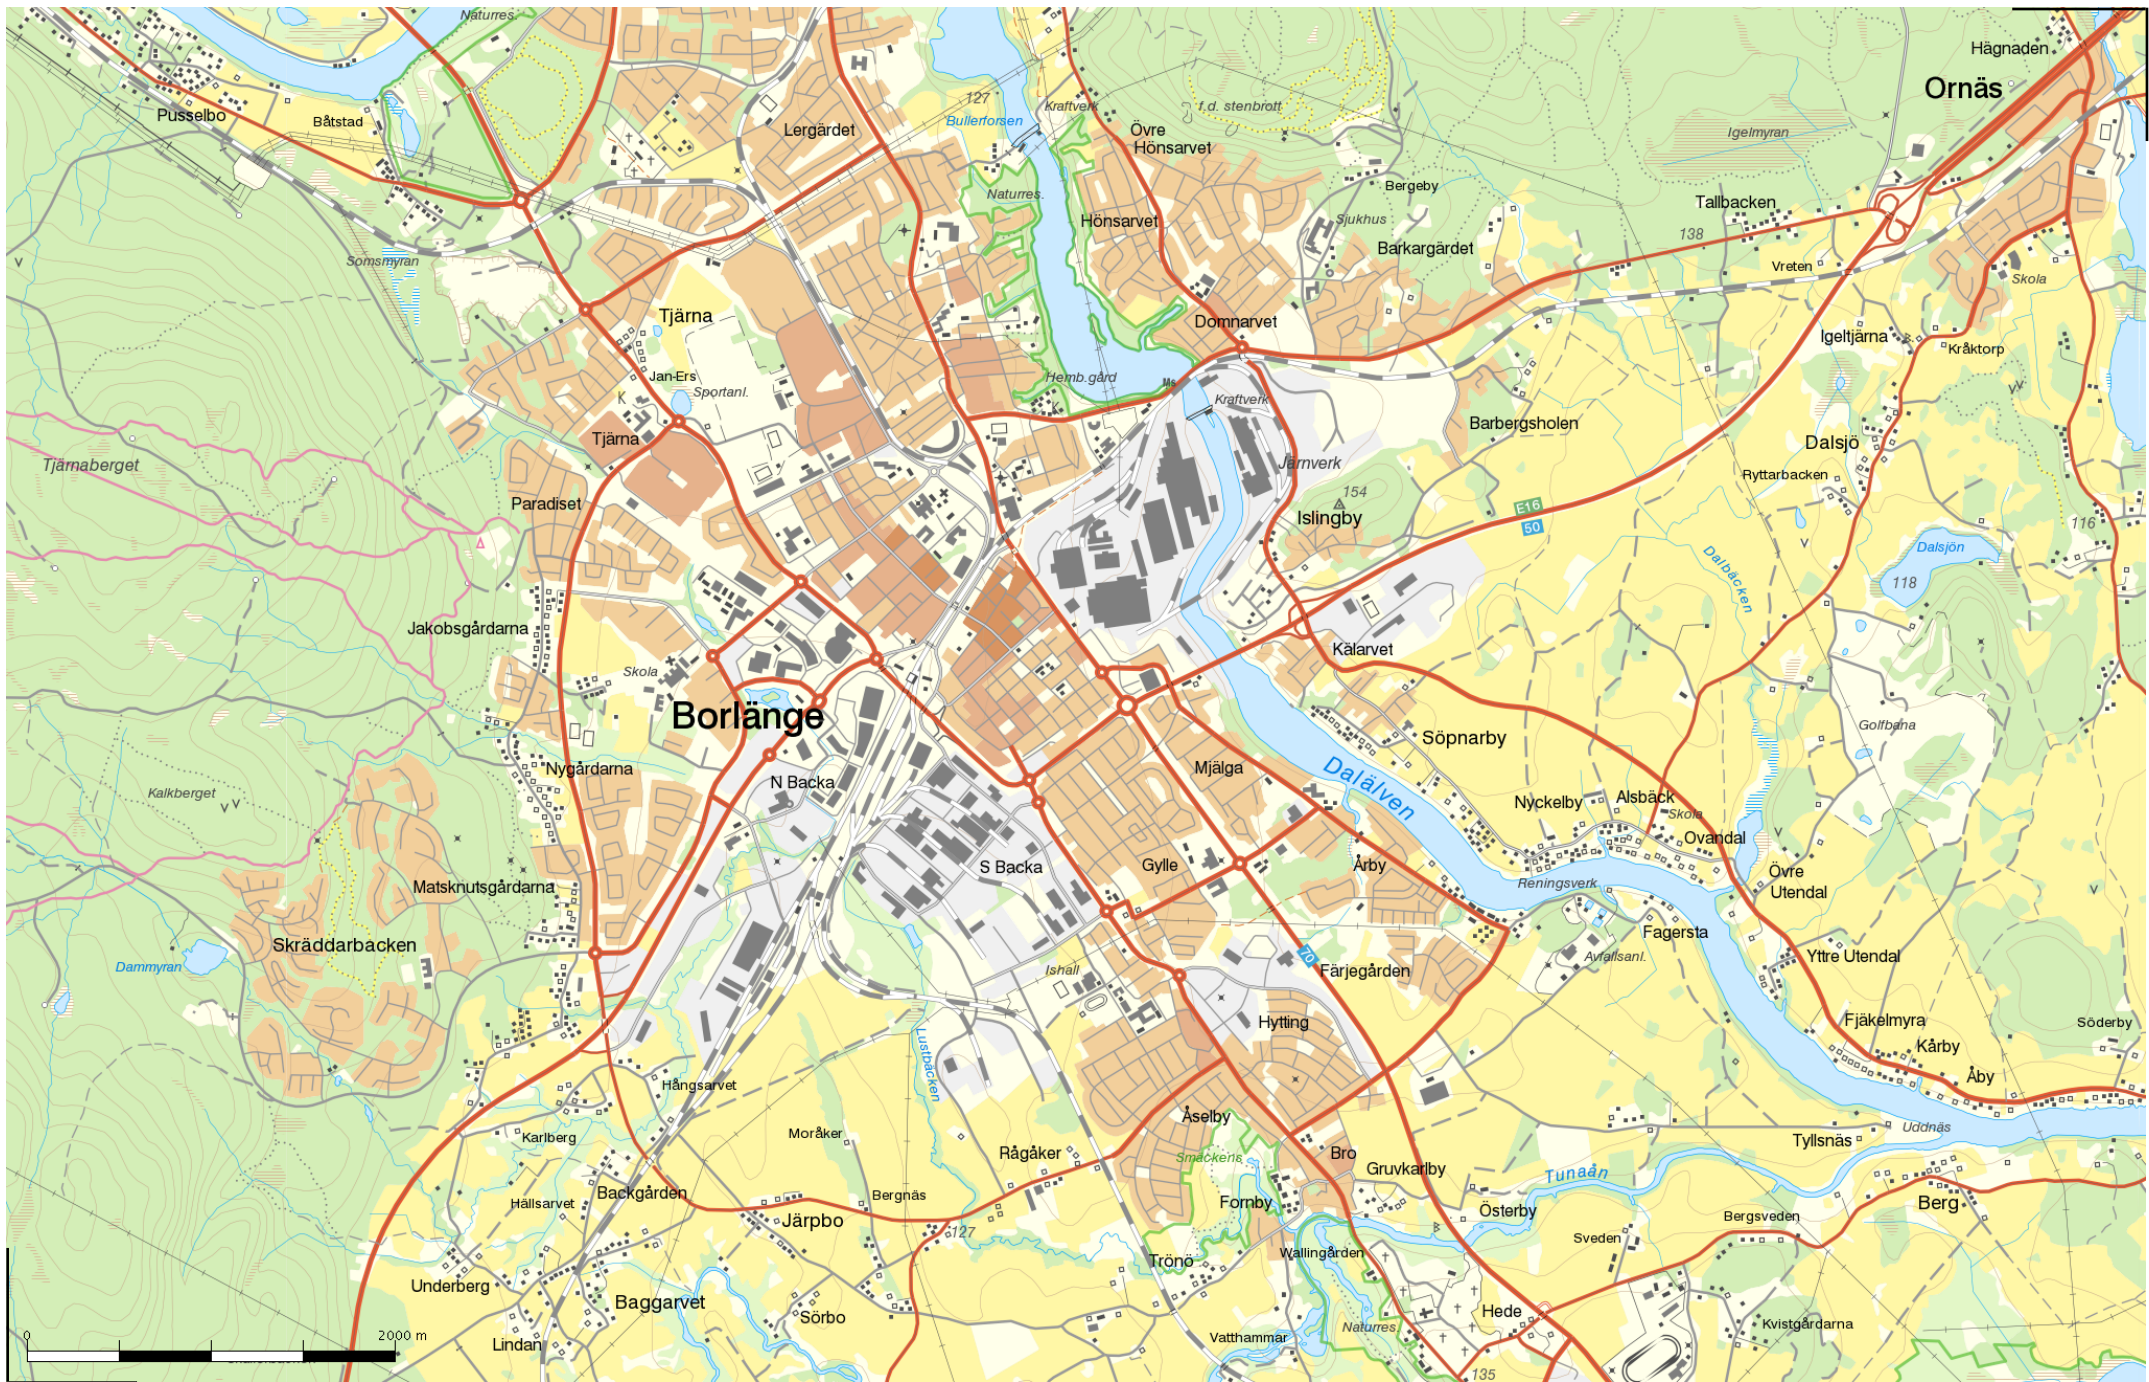 Naturres.
Hägnaden
Ornäs
Pusselbo
Båtstad
Lergärdet
127
Bullerforsen
Kraftverk
f.d. stenbrott
Övre
Hönsarvet
Igelmyran
Bergeby
Naturres.
Hönsarvet
Sjukhus
Tallbacken
Barkargärdet
138
Somsmyran
Vreten
Skola
Tjärna
Domnarvet
Igeltjärna
Kråktorp
Jan-Ers
Sportanl.
Hemb.gård
Ms
Kraftverk
K
K
Tjärna
Barbergsholen
Dalsjö
Tjärnaberget
Järnverk
Ryttarbacken
Paradiset
154
Islingby
E16
50
116
Dalsjön
118
Dalbäcken
Jakobsgårdarna
Skola
Kälarvet
Borlänge
Golfbana
Söpnarby
Nygårdarna
N Backa
Mjälga
Dalälven
Kalkberget
Nyckelby
Alsbäck
Skola
Ovandal
S Backa
Gylle
Årby
Övre
Utendal
Matsknutsgårdarna
Reningsverk
Skräddarbacken
Fagersta
Dammyran
Ishall
70
Färjegården
Avfallsanl.
Yttre Utendal
Hytting
Fjäkelmyra
Söderby
Kårby
Lustbäcken
Hångsarvet
Åby
Åselby
Karlberg
Moråker
Uddnäs
Tyllsnäs
Rågåker
Bro
Smäckens
Gruvkarlby
Tunaån
Hällsarvet
Backgården
Bergnäs
Fornby
Österby
Berg
Järpbo
127
Bergsveden
Sveden
Wallingården
Trönö
Underberg
Baggarvet
Sörbo
Hede
Kvistgårdarna
Naturres.
Vatthammar
Lindan
0
2000 m
135